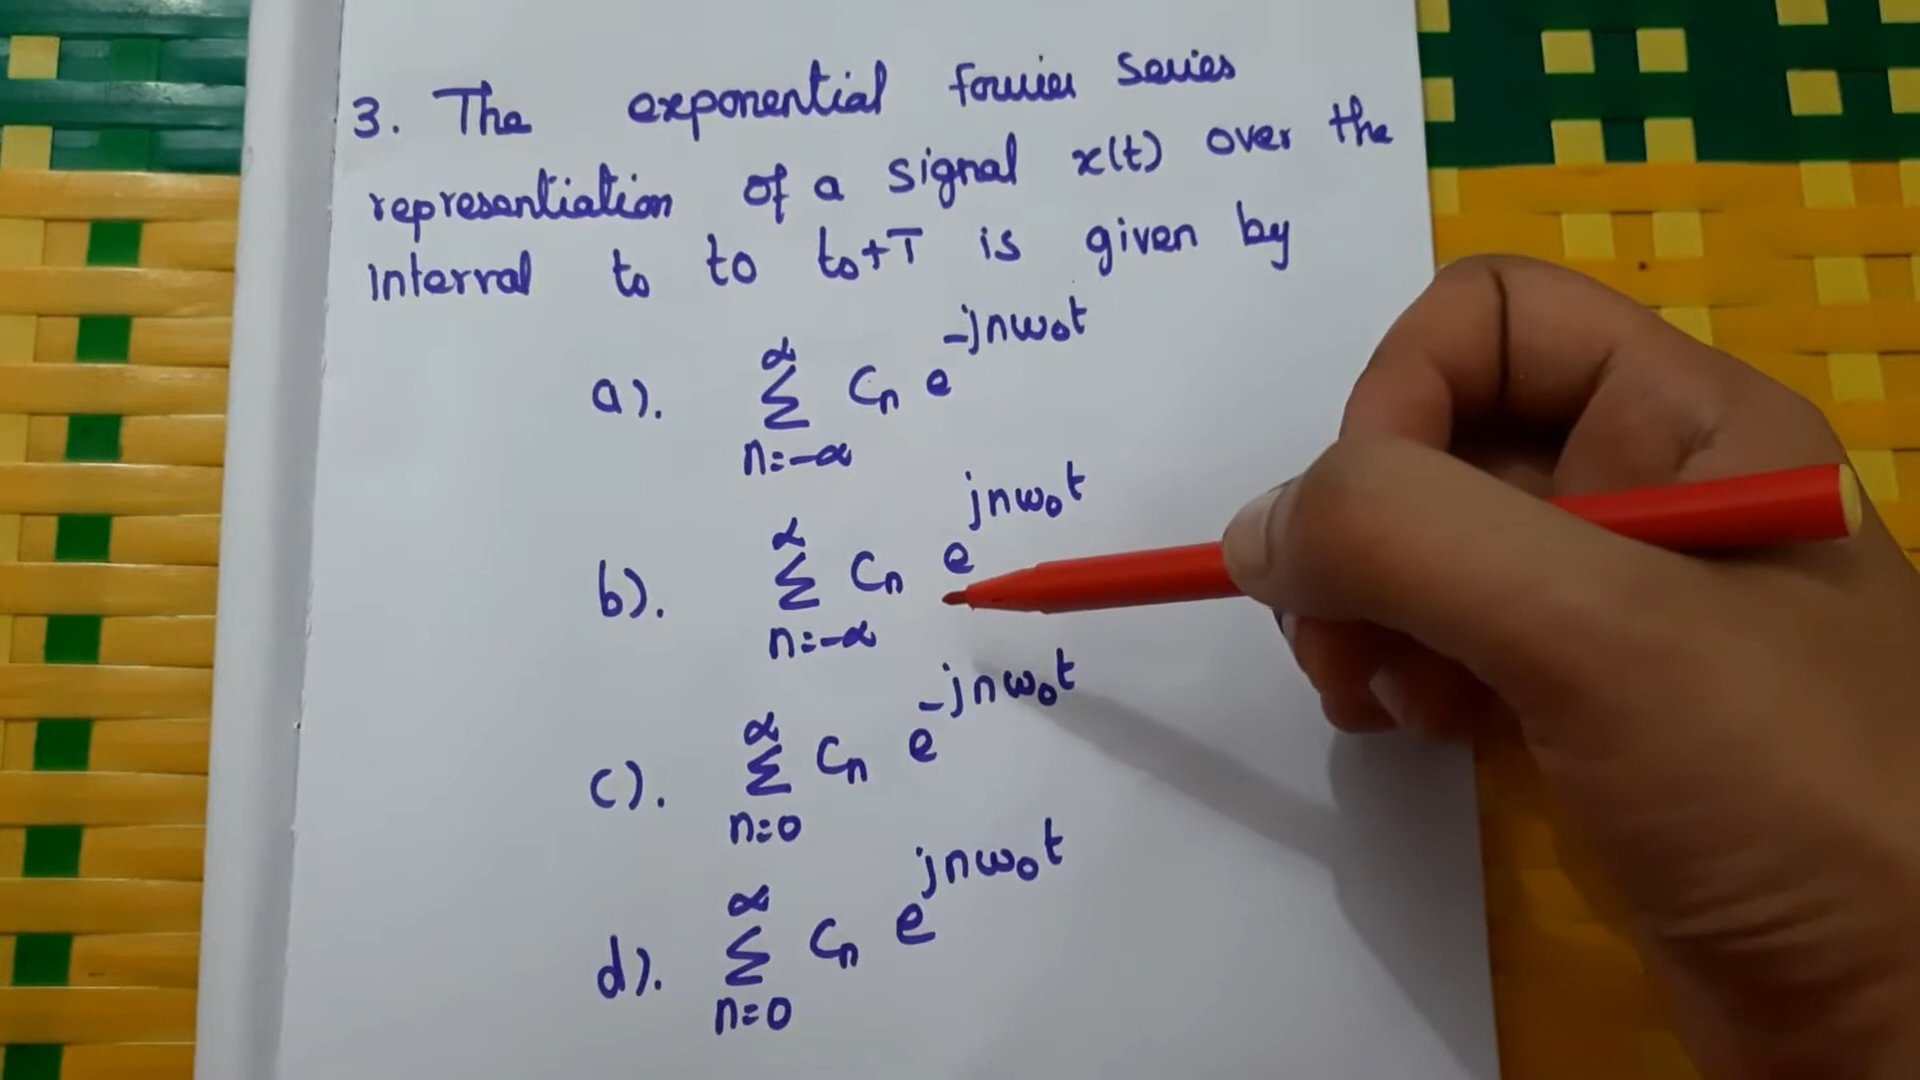 3. The exponential fourier series
representiation of a signal x(t) over the
interval to to to+T is given by
a). α∑n=-α Cn e^-jnω₀t
b). α∑n=-α Cn e^jnω₀t
c). α∑n=0 Cn e^-jnω₀t
d). α∑n=0 Cn e^jnω₀t